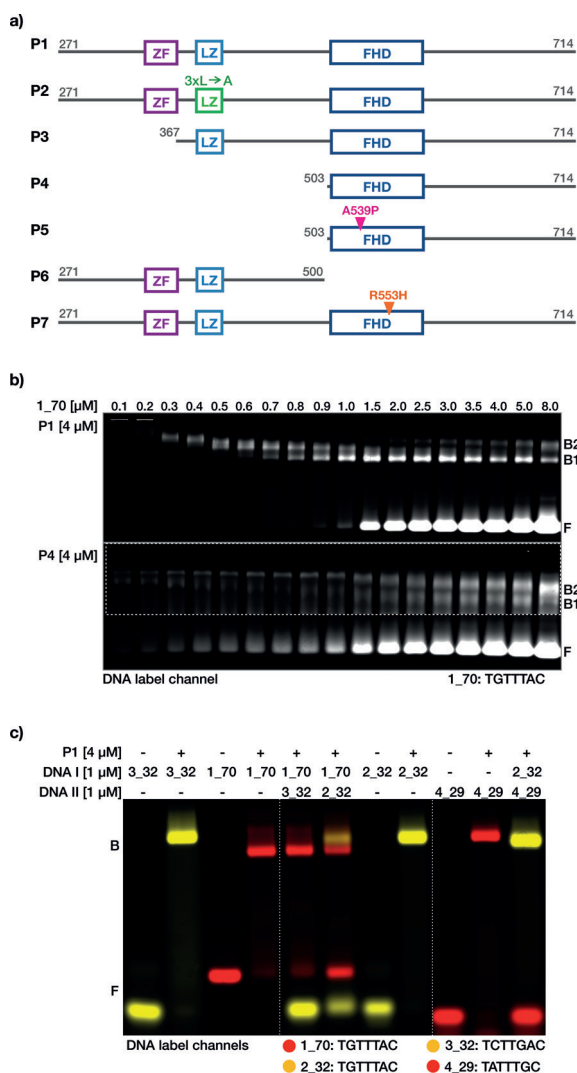 a)
P1 271 ZF LZ FHD 714
3xL→A
P2 271 ZF LZ FHD 714
P3 367 LZ FHD 714
P4 503 FHD 714
A539P
P5 503 FHD 714
P6 271 ZF LZ 500
R553H
P7 271 ZF LZ FHD 714
b)
1_70 [µM] 0.1 0.2 0.3 0.4 0.5 0.6 0.7 0.8 0.9 1.0 1.5 2.0 2.5 3.0 3.5 4.0 5.0 8.0
P1 [4 µM]
B2
B1
F
P4 [4 µM]
B2
B1
F
DNA label channel 1_70: TGTTTAC
c)
P1 [4 µM] - + - + + + - + - + +
DNA I [1 µM] 3_32 3_32 1_70 1_70 1_70 1_70 2_32 2_32 - - 2_32
DNA II [1 µM] - - - - 3_32 2_32 - - 4_29 4_29 4_29
B
F
DNA label channels 1_70: TGTTTAC 3_32: TCTTGAC
2_32: TGTTTAC 4_29: TATTTGC